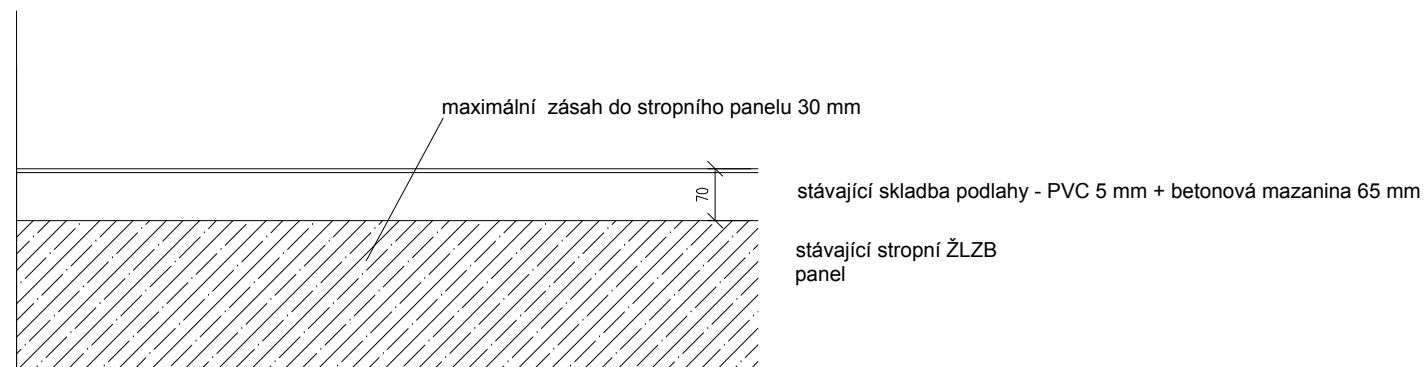 maximální  zásah do stropního panelu 30 mm
70
stávající skladba podlahy - PVC 5 mm + betonová mazanina 65 mm
stávající stropní ŽLZB
panel